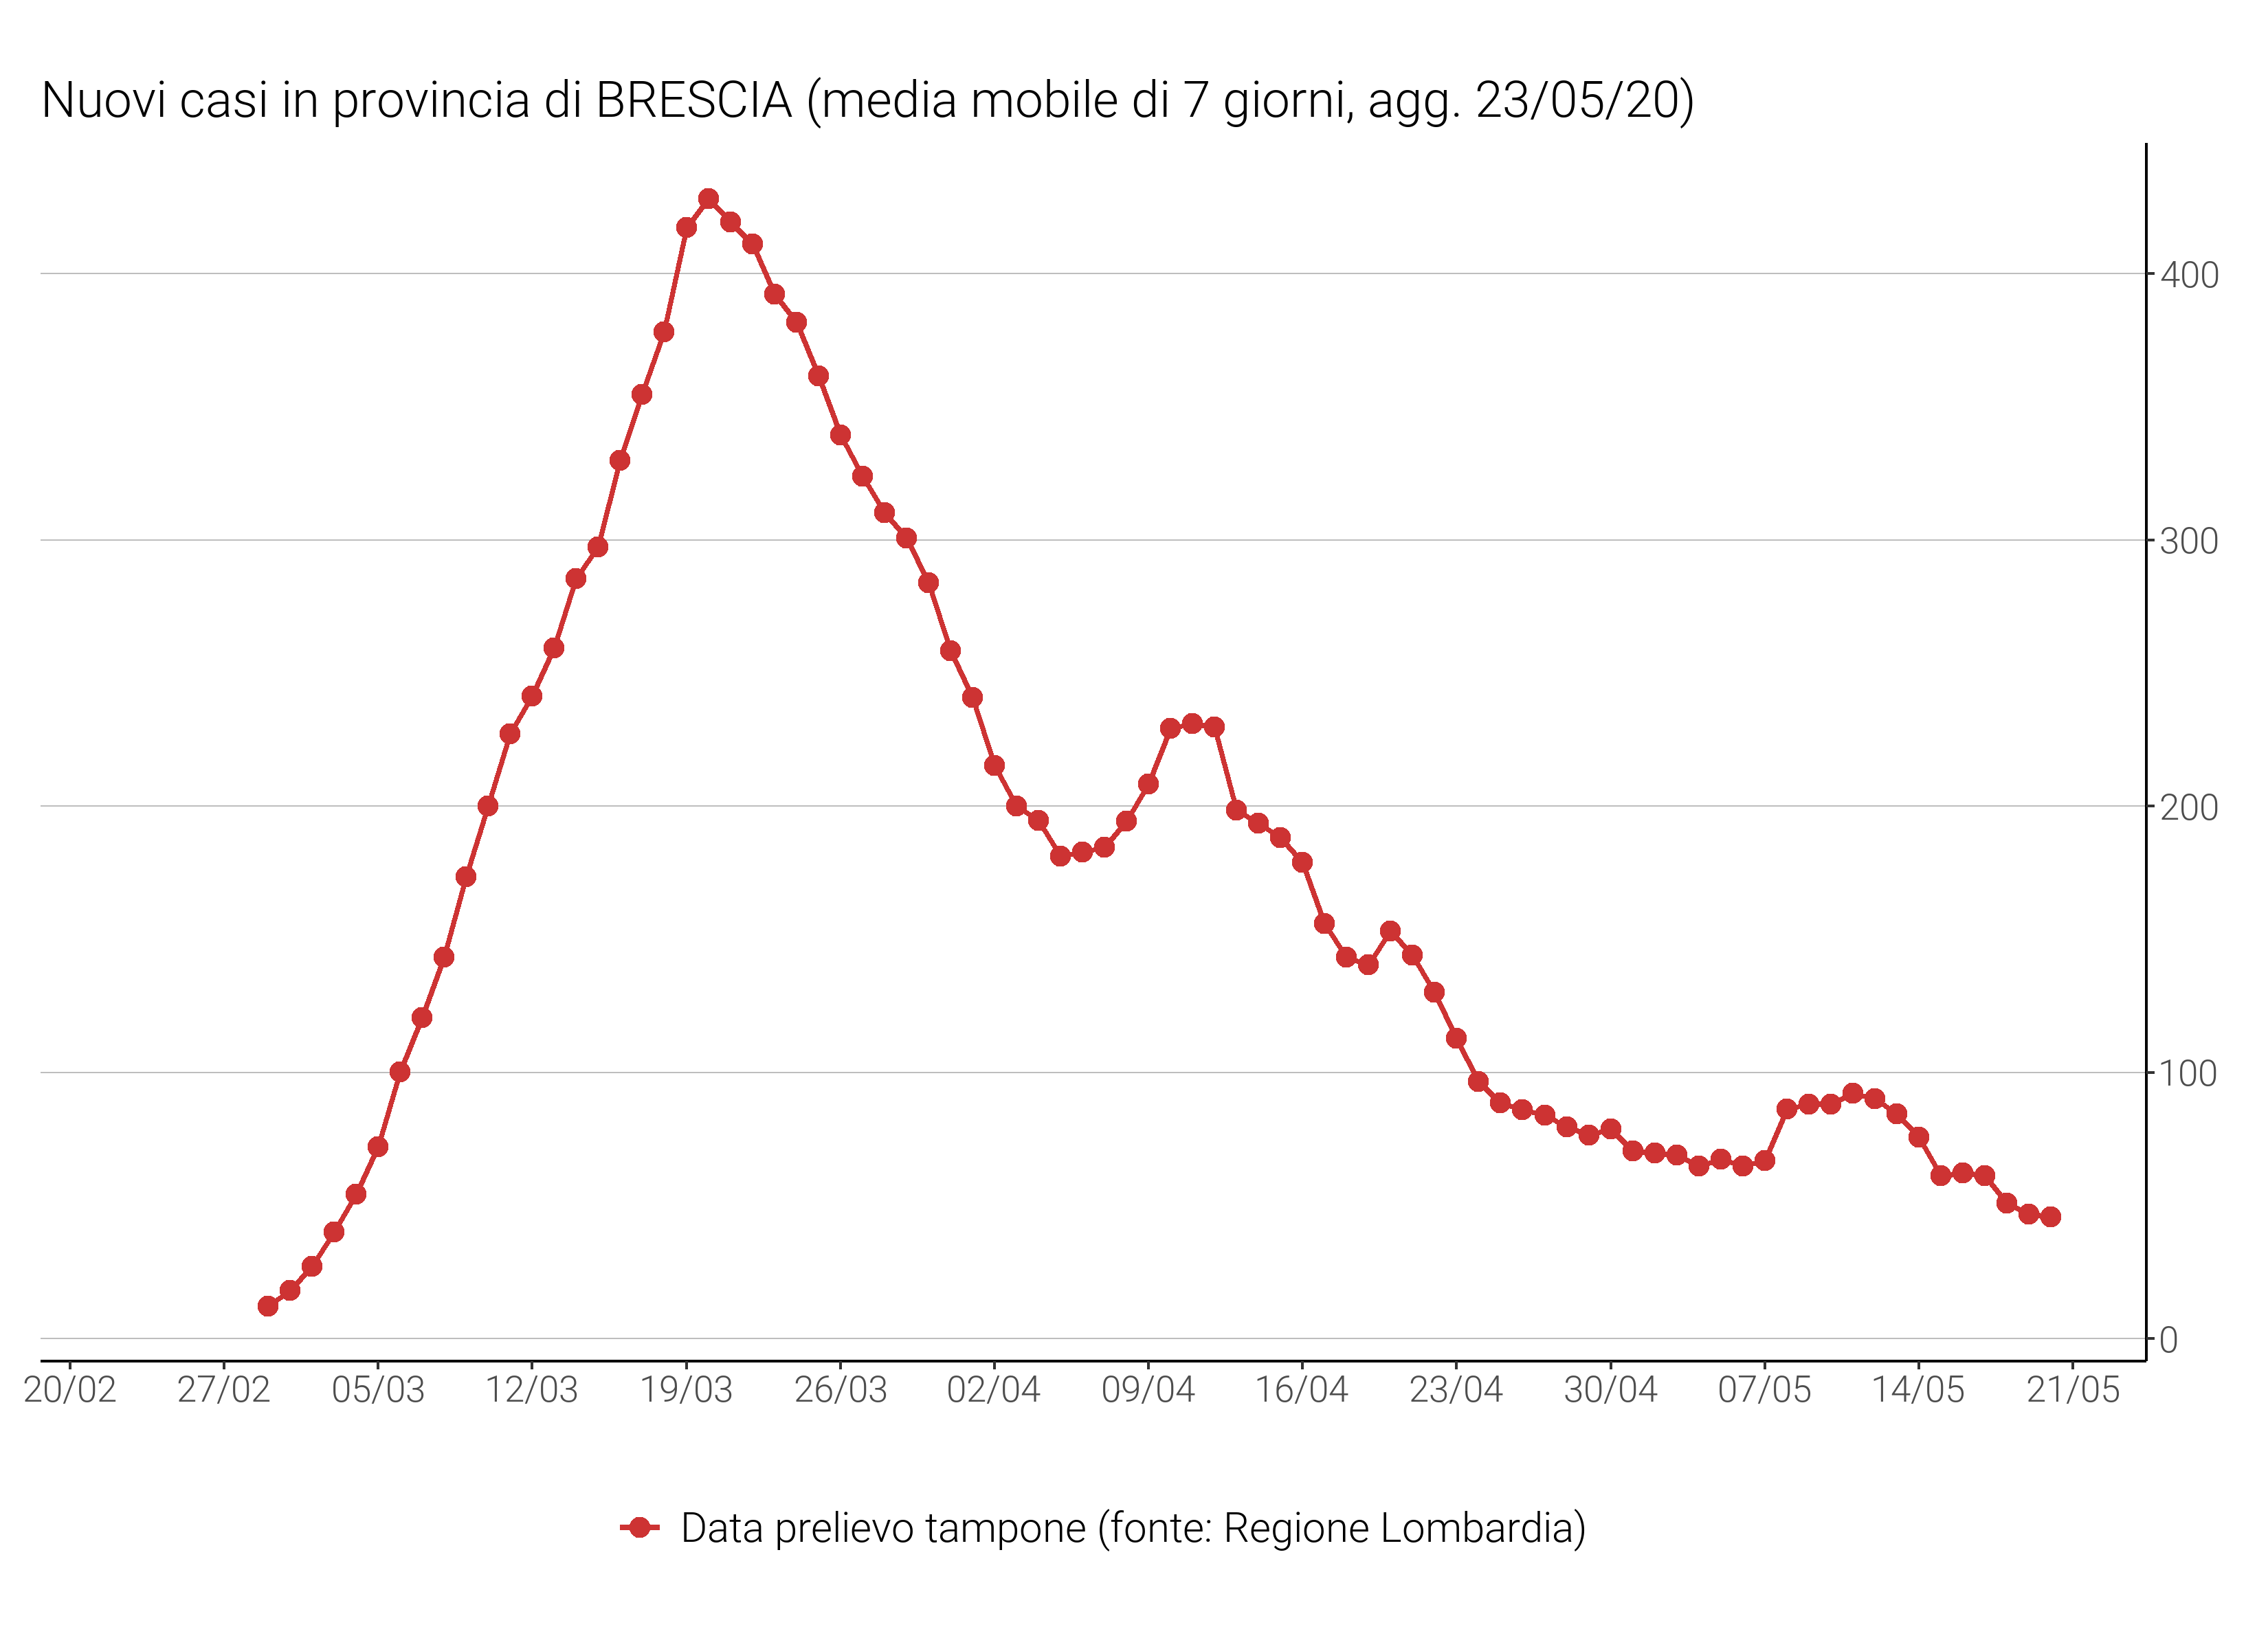 Nuovi casi in provincia di BRESCIA (media mobile di 7 giorni, agg. 23/05/20)
400
300
200
100
0
20/02 27/02 05/03 12/03 19/03 26/03 02/04 09/04 16/04 23/04 30/04 07/05 14/05 21/05
Data prelievo tampone (fonte: Regione Lombardia)